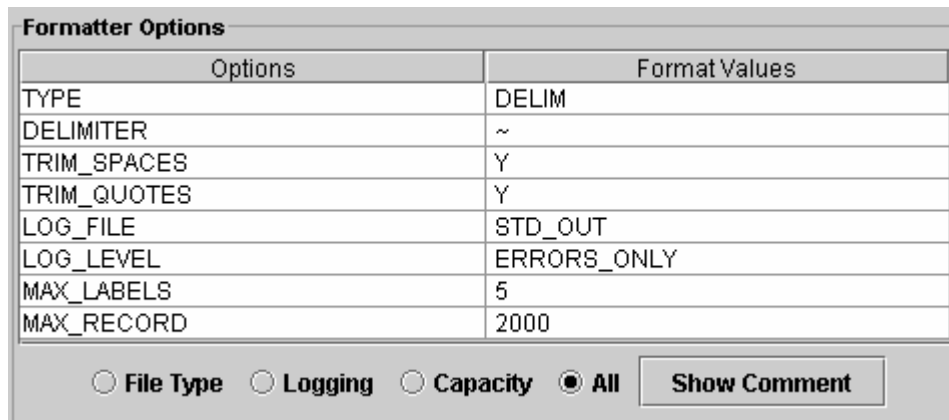 Formatter Options
Options Format Values
TYPE DELIM
DELIMITER ~
TRIM_SPACES Y
TRIM_QUOTES Y
LOG_FILE STD_OUT
LOG_LEVEL ERRORS_ONLY
MAX_LABELS 5
MAX_RECORD 2000
File Type Logging Capacity All Show Comment